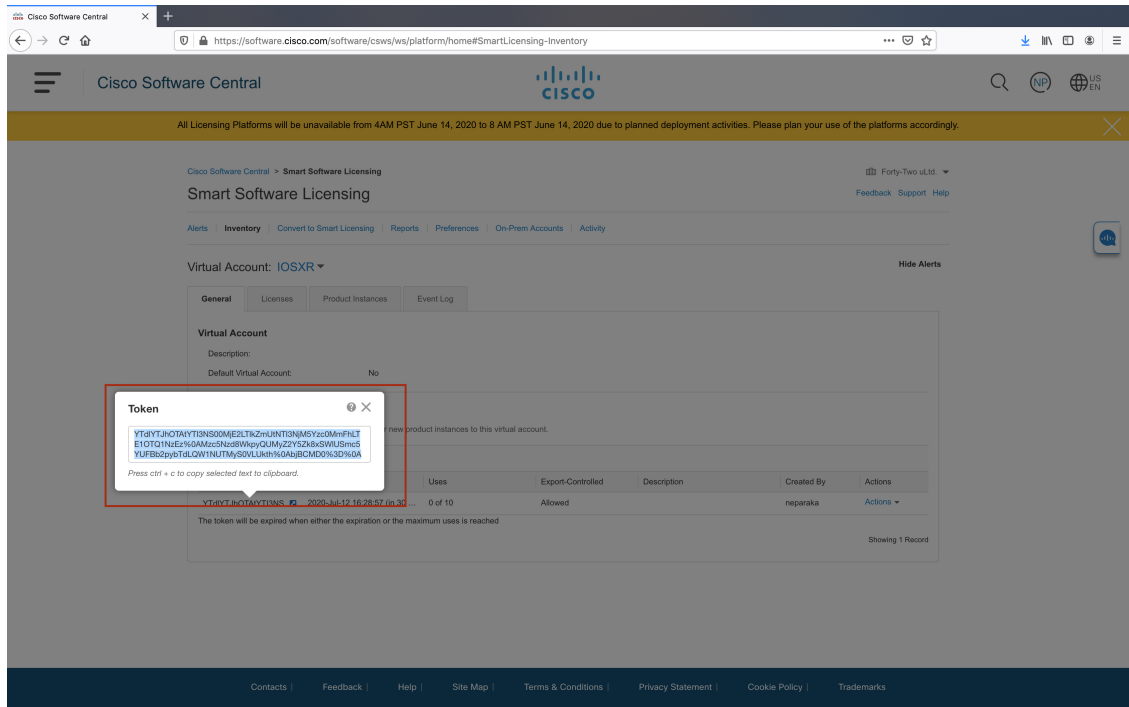 Cisco Software Central
https://software.cisco.com/software/csws/ws/platform/home#SmartLicensing-Inventory
Cisco Software Central
cisco
NP
US
EN
All Licensing Platforms will be unavailable from 4AM PST June 14, 2020 to 8 AM PST June 14, 2020 due to planned deployment activities. Please plan your use of the platforms accordingly.
Cisco Software Central > Smart Software Licensing
Forty-Two uLtd.
Smart Software Licensing
Feedback Support Help
Alerts | Inventory | Convert to Smart Licensing | Reports | Preferences | On-Prem Accounts | Activity
Virtual Account: IOSXR
Hide Alerts
General Licenses Product Instances Event Log
Virtual Account
Description:
Default Virtual Account: No
Token
new product instances to this virtual account.
Press ctrl + c to copy selected text to clipboard.
Uses Export-Controlled Description Created By Actions
2020-Jul-12 16:28:57 (in 30 ... 0 of 10 Allowed neparaka Actions
The token will be expired when either the expiration or the maximum uses is reached
Showing 1 Record
Contacts | Feedback | Help | Site Map | Terms & Conditions | Privacy Statement | Cookie Policy | Trademarks